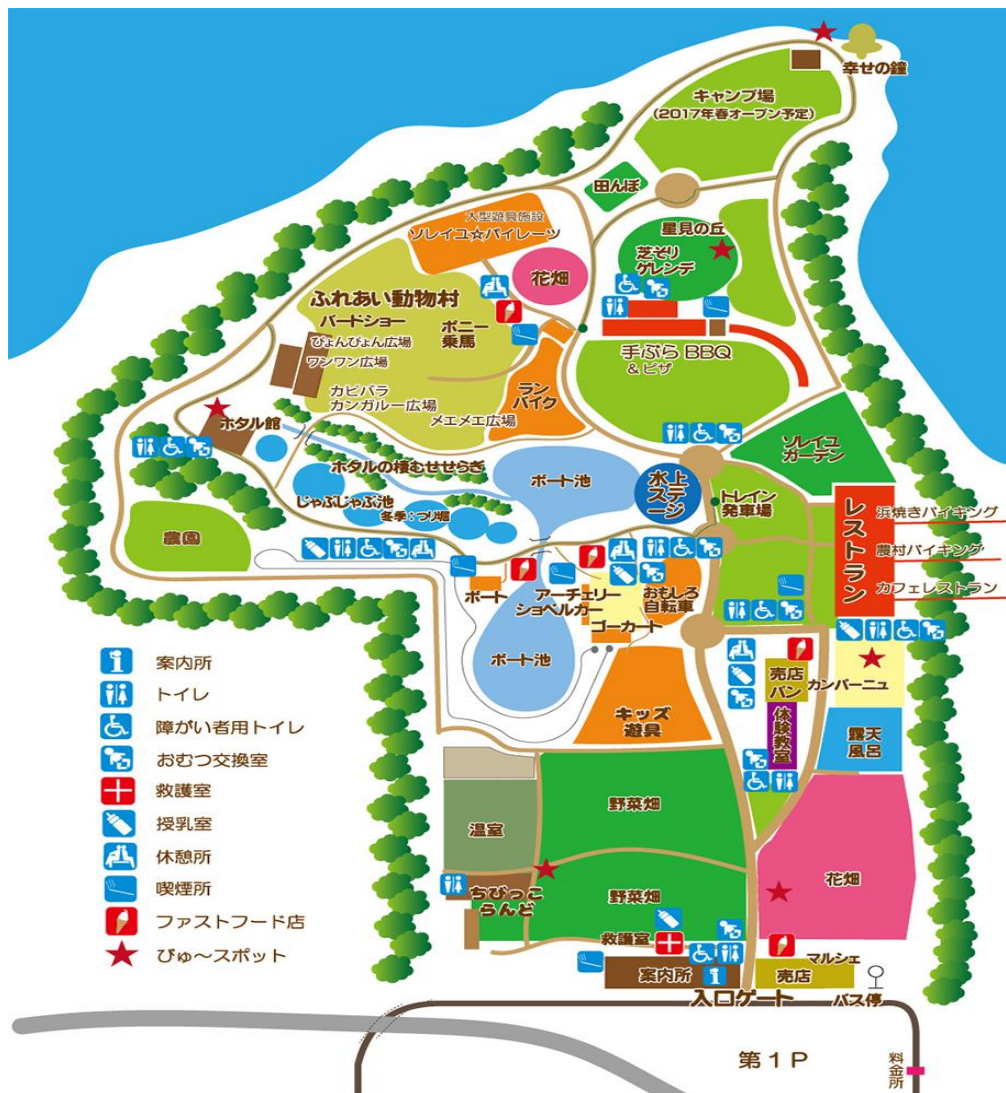 幸せの鐘
キャンプ場
(2017年春オープン予定)
田んぼ
大型遊具施設
ソレイユ☆パイレーツ
星見の丘
芝そり
ゲレンデ
花畑
ふれあい動物村
バードショー
ぴょんぴょん広場
ワンワン広場
ポニー
乗馬
カピバラ
カンガルー広場
メエメエ広場
ラン
バイク
手ぶら BBQ
& ピザ
ホタル館
ホタルの棲むせせらぎ
じゃぶじゃぶ池
冬季:つり堀
ボート池
水上
ステ
ージ
ソレイユ
ガーデン
トレイン
発車場
レストラン
浜焼きバイキング
農村バイキング
カフェレストラン
農園
ボート
アーチェリー
ショベルカー
おもしろ
自転車
ゴーカート
ボート池
キッズ
遊具
売店
パン
カンパーニュ
体験教室
露天
風呂
案内所
トイレ
障がい者用トイレ
おむつ交換室
救護室
授乳室
休憩所
喫煙所
ファストフード店
びゅ〜スポット
野菜畑
温室
ちびっこ
らんど
野菜畑
花畑
救護室
案内所
マルシェ
売店
入口ゲート
バス停
第1P
料金所